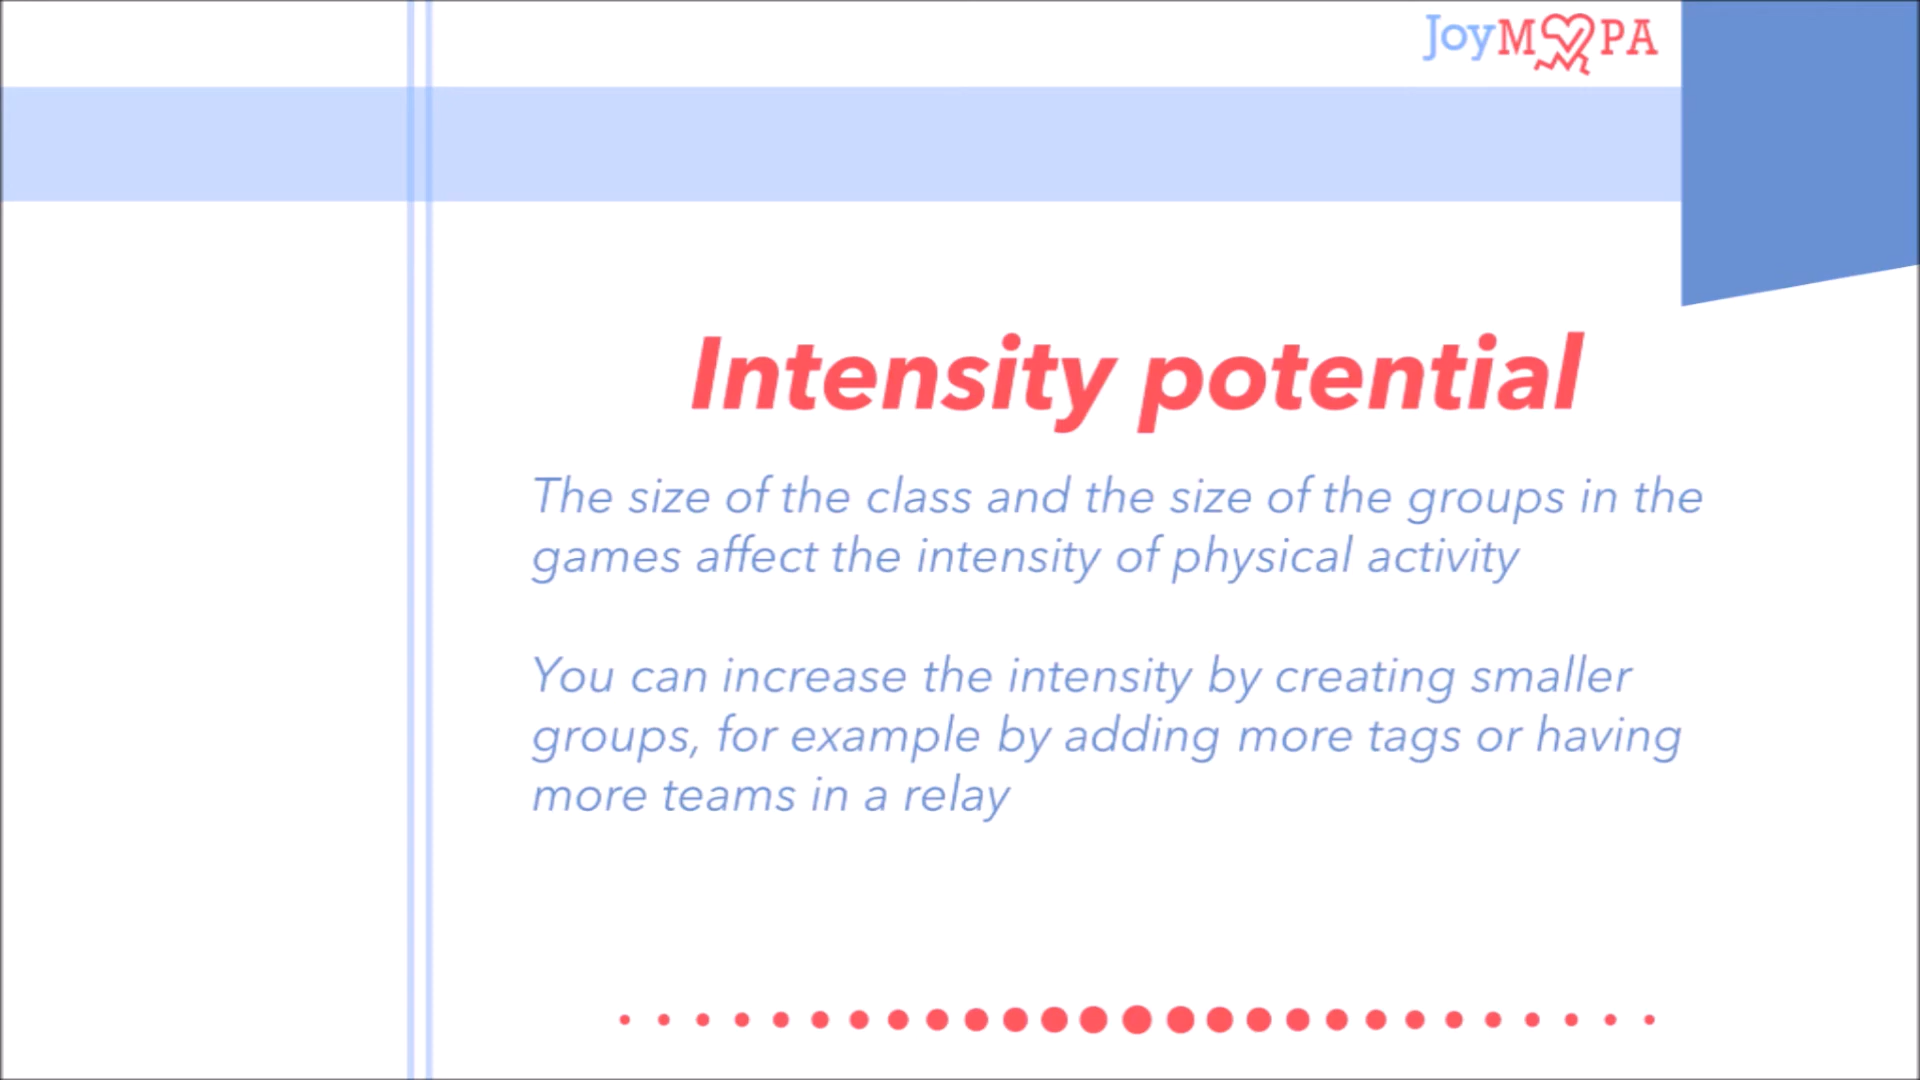 JoyMPA
Intensity potential
The size of the class and the size of the groups in the
games affect the intensity of physical activity
You can increase the intensity by creating smaller
groups, for example by adding more tags or having
more teams in a relay